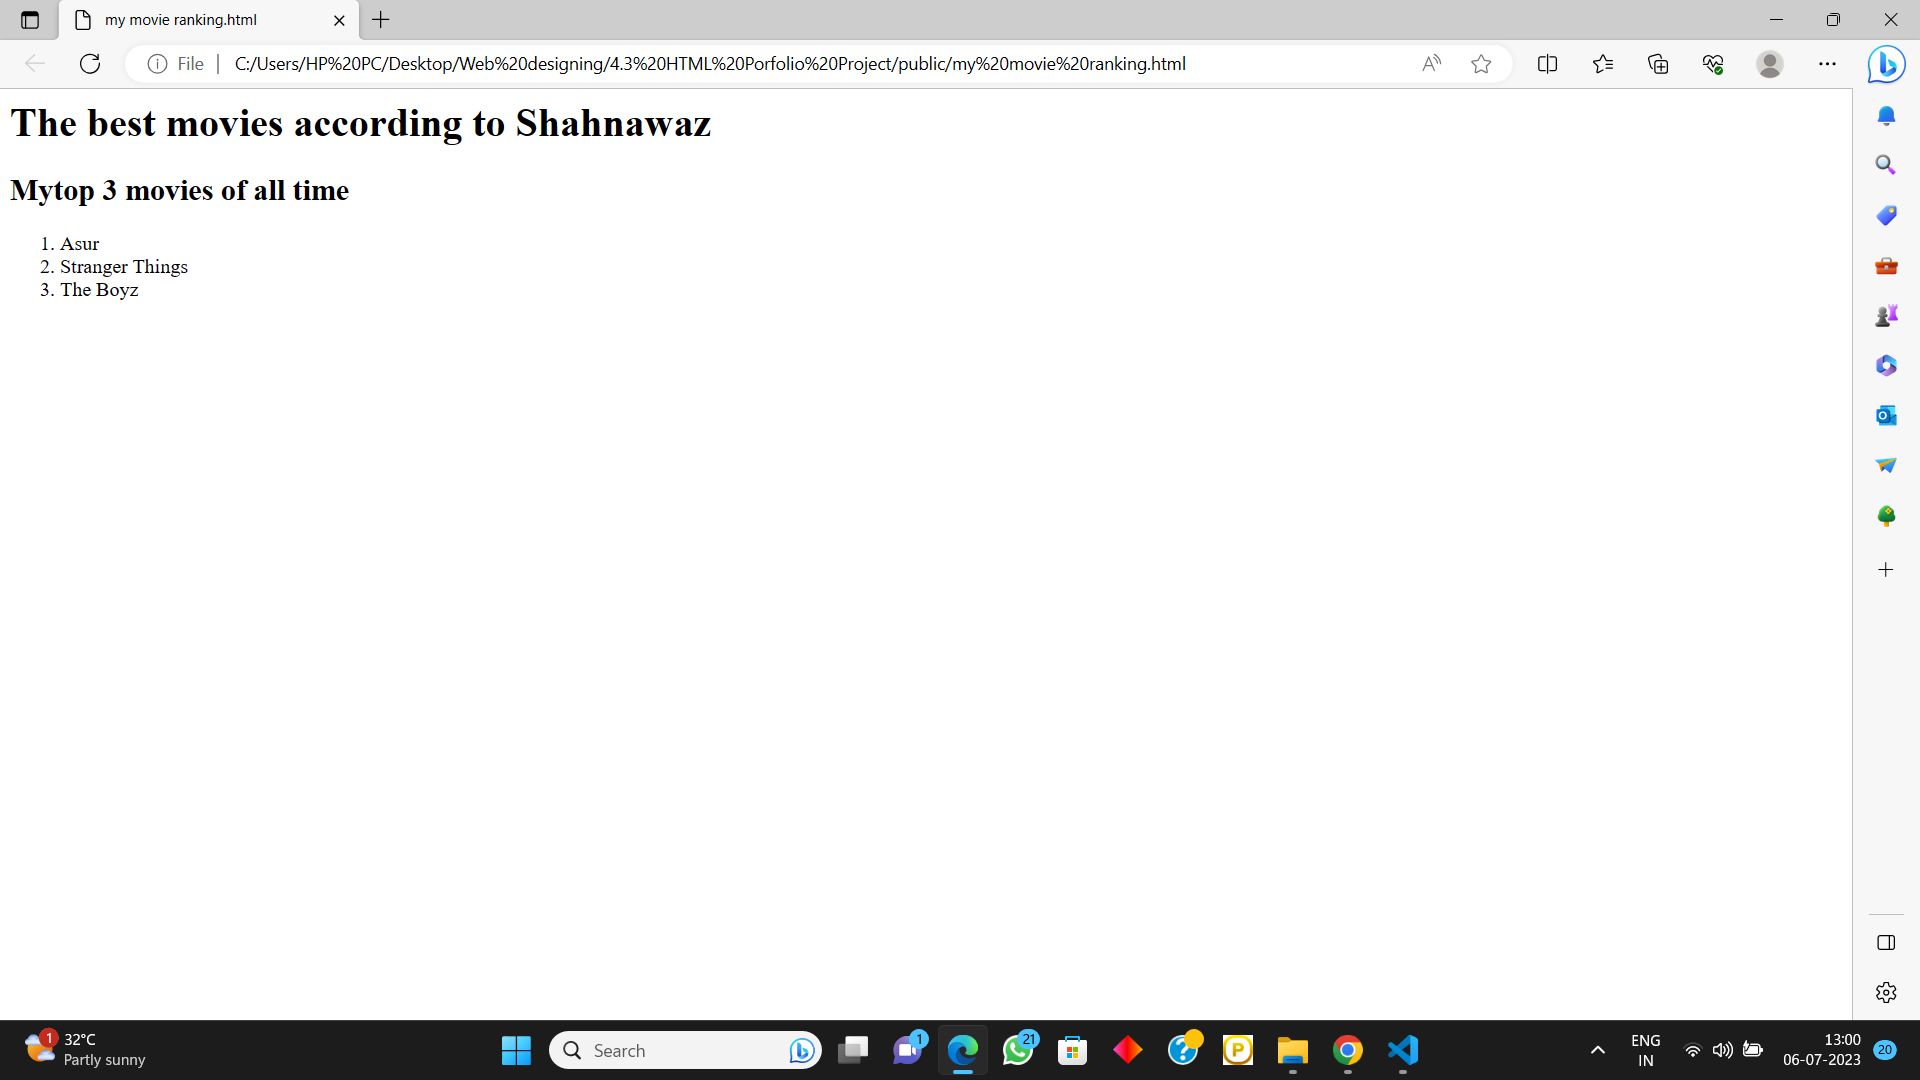 my movie ranking.html
File
C:/Users/HP%20PC/Desktop/Web%20designing/4.3%20HTML%20Porfolio%20Project/public/my%20movie%20ranking.html
The best movies according to Shahnawaz
Mytop 3 movies of all time
1. Asur
2. Stranger Things
3. The Boyz
1
32°C
Partly sunny
Search
1
21
ENG
IN
13:00
06-07-2023
20